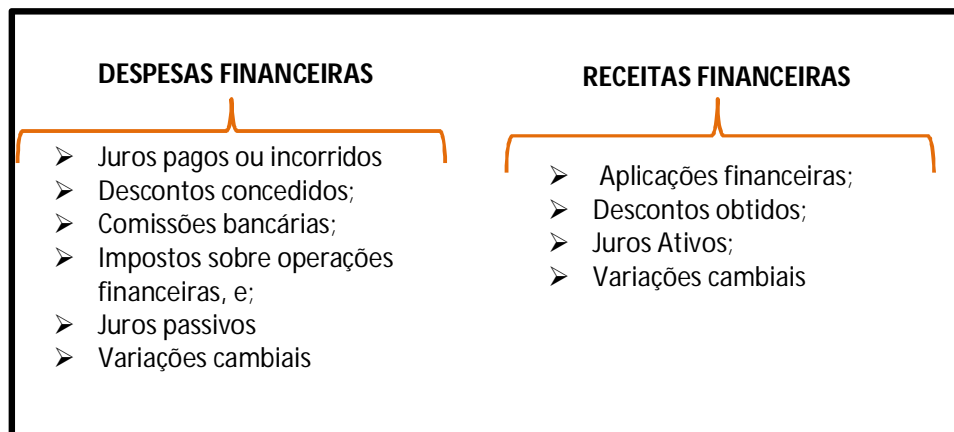 DESPESAS FINANCEIRAS
➢ Juros pagos ou incorridos
➢ Descontos concedidos;
➢ Comissões bancárias;
➢ Impostos sobre operações
financeiras, e;
➢ Juros passivos
➢ Variações cambiais
RECEITAS FINANCEIRAS
➢ Aplicações financeiras;
➢ Descontos obtidos;
➢ Juros Ativos;
➢ Variações cambiais